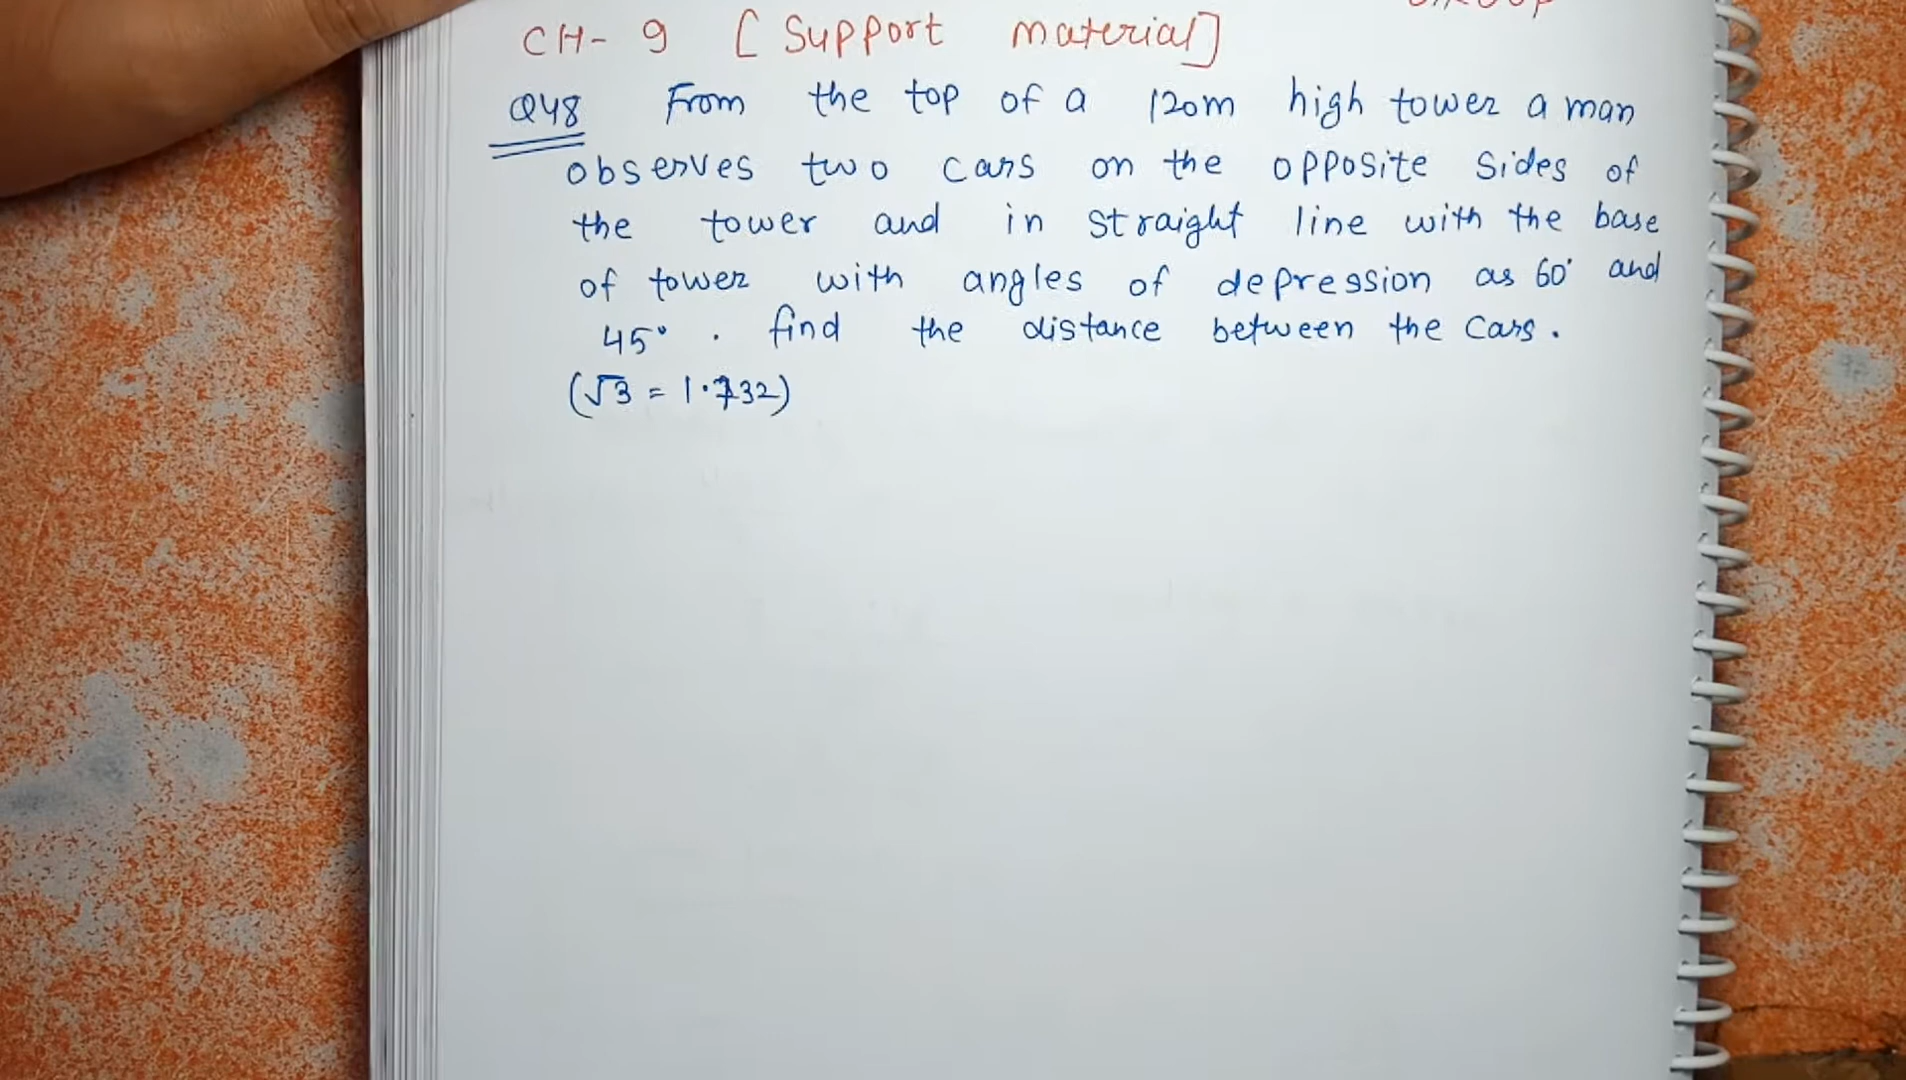 CH- 9 [Support material]
Q48 From the top of a 120m high tower a man
observes two cars on the opposite sides of
the tower and in straight line with the base
of tower with angles of depression as 60° and
45° . find the distance between the cars.
(√3 = 1.732)